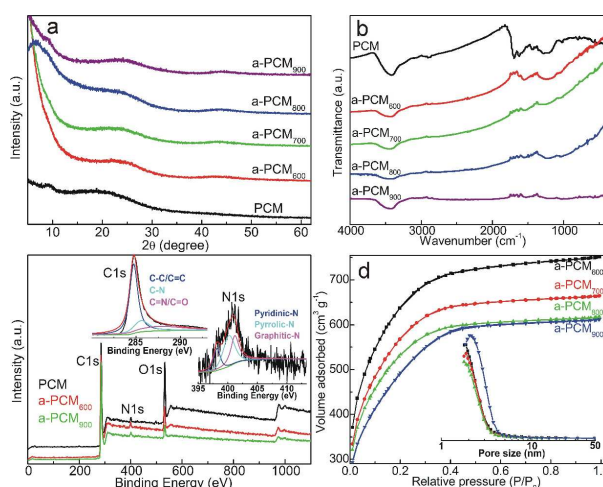 a
a-PCM900
a-PCM800
a-PCM700
a-PCM600
PCM
Intensity (a.u.)
10 20 30 40 50 60
2θ (degree)
b
PCM
a-PCM600
a-PCM700
a-PCM800
a-PCM900
Transmittance (a.u.)
4000 3000 2000 1000
Wavenumber (cm-1)
C1s
C-C/C=C
C-N
C=N/C=O
285 290
Binding Energy (eV)
N1s
Pyridinic-N
Pyrrolic-N
Graphitic-N
395 400 405 410
Binding Energy (eV)
C1s
O1s
N1s
PCM
a-PCM600
a-PCM900
Intensity (a.u.)
0 200 400 600 800 1000
Binding Energy (eV)
d
a-PCM600
a-PCM700
a-PCM800
a-PCM900
Volume adsorbed (cm3 g-1)
700
600
500
400
300
1 10 50
Pore size (nm)
0.0 0.2 0.4 0.6 0.8 1.0
Relative pressure (P/P0)